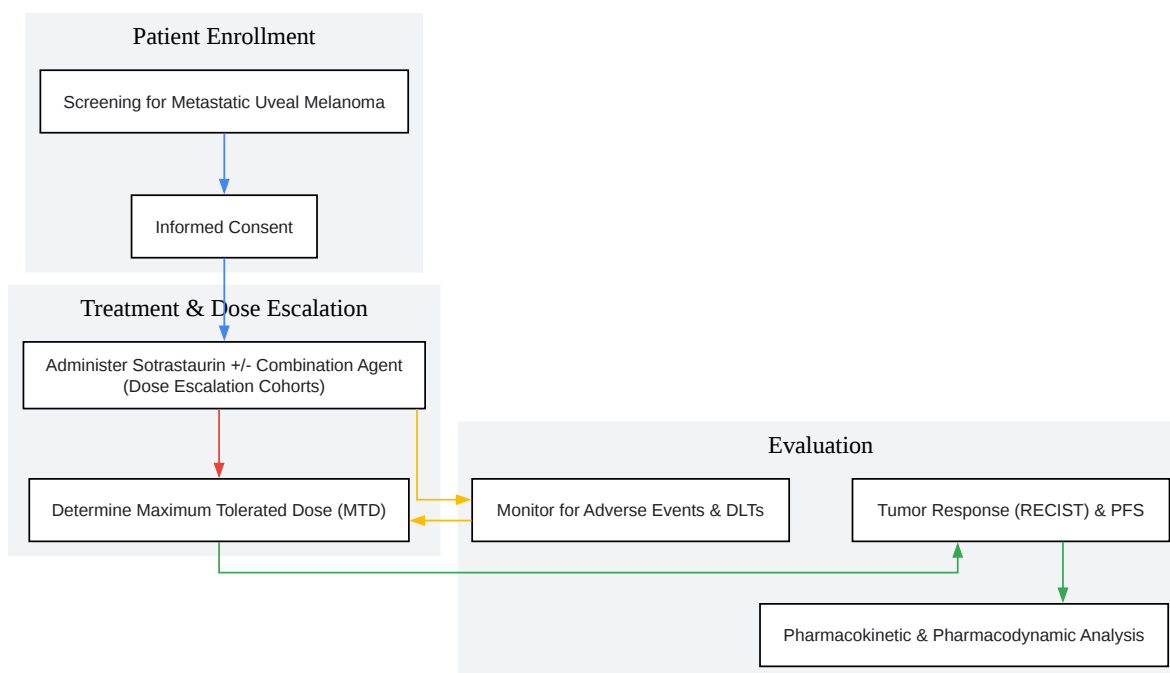 Patient Enrollment
Screening for Metastatic Uveal Melanoma
Informed Consent
Treatment & Dose Escalation
Administer Sotrastaurin +/- Combination Agent
(Dose Escalation Cohorts)
Determine Maximum Tolerated Dose (MTD)
Evaluation
Monitor for Adverse Events & DLTs
Tumor Response (RECIST) & PFS
Pharmacokinetic & Pharmacodynamic Analysis